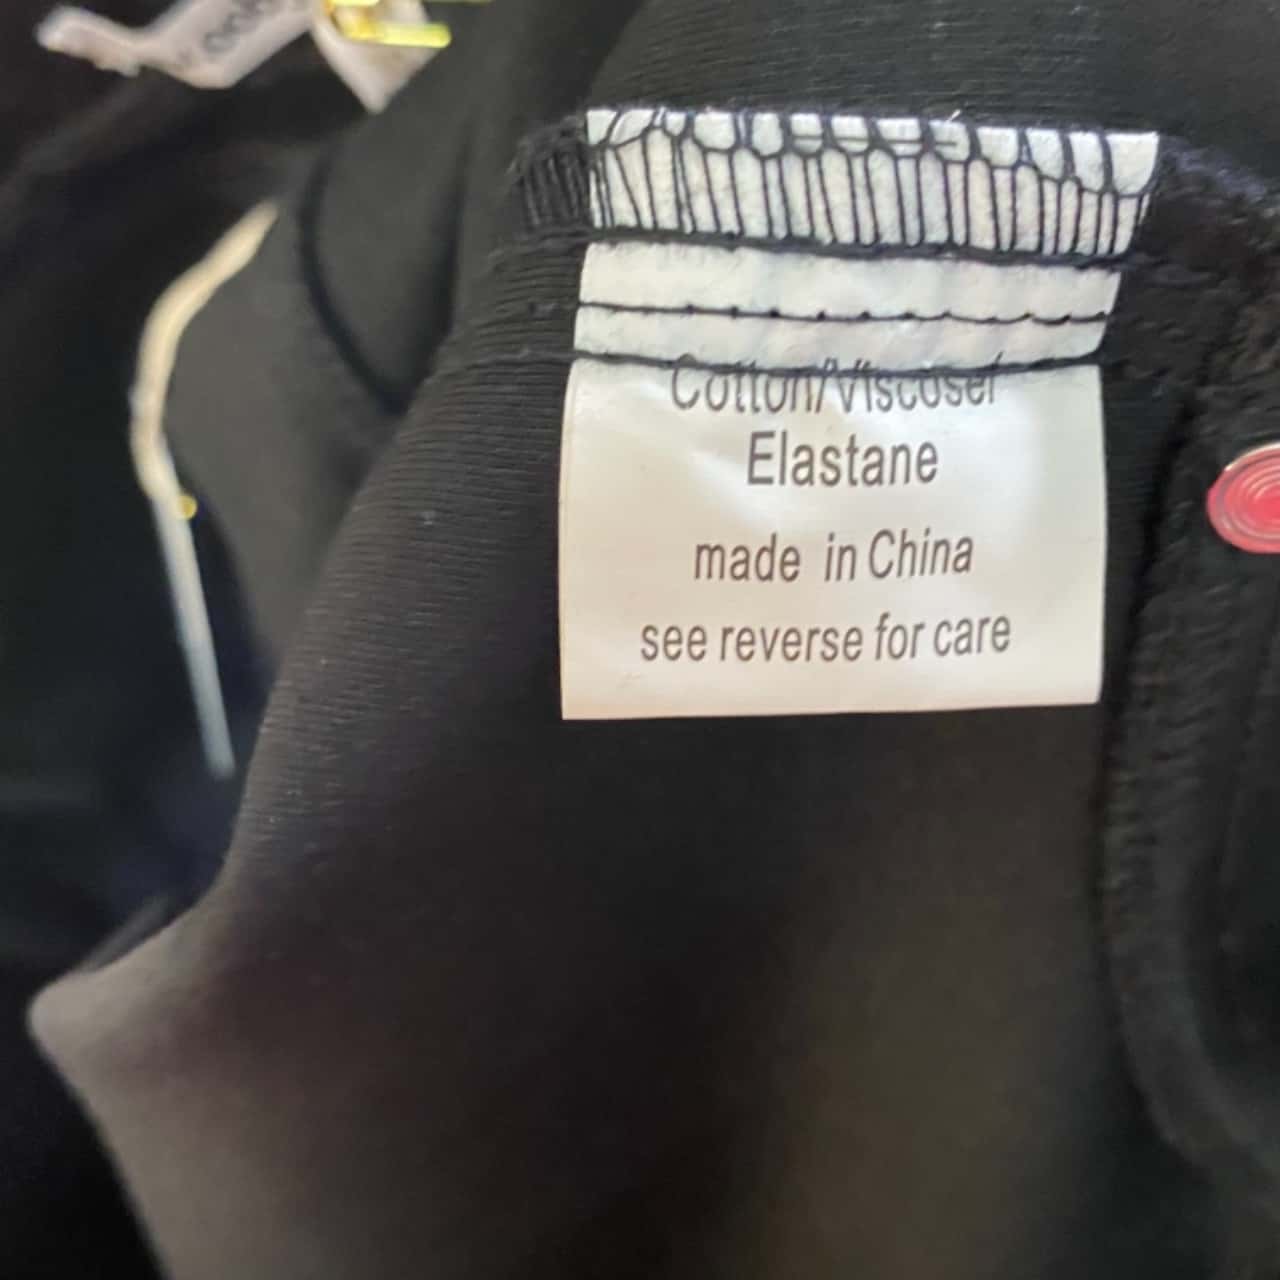 Cotton/Viscose/
Elastane
made in China
see reverse for care